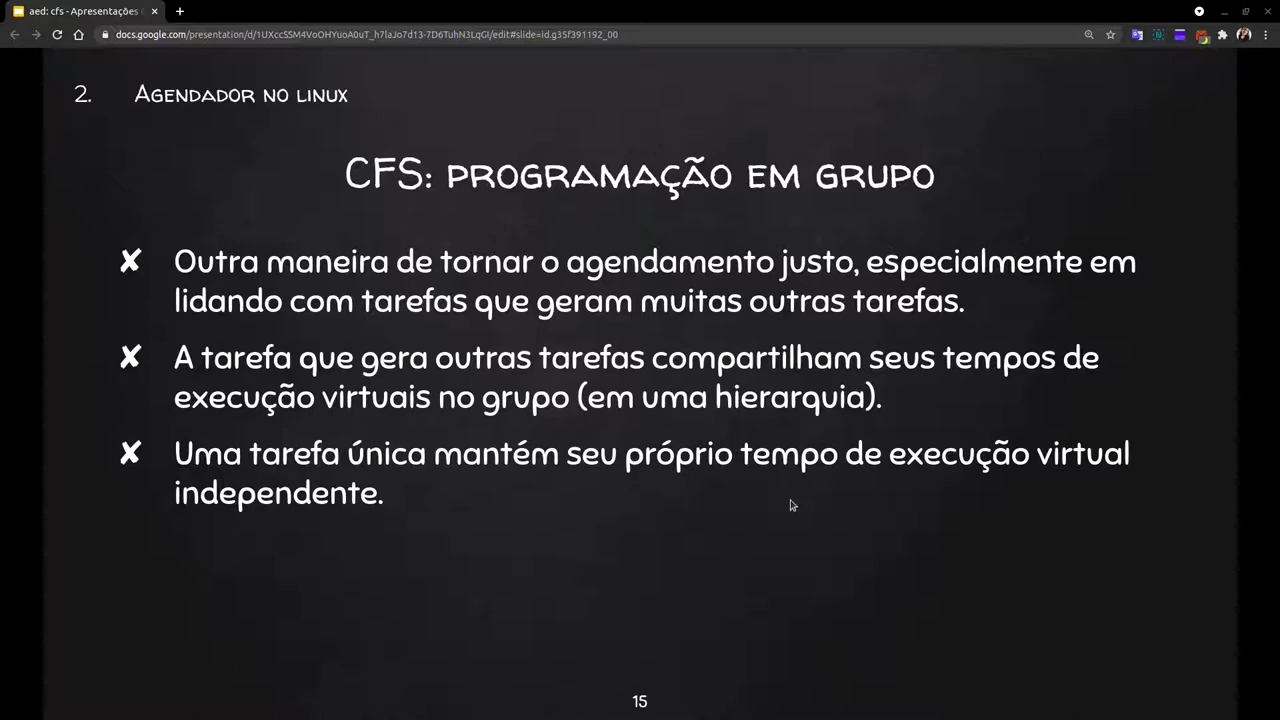 aed: cfs - Apresentações
docs.google.com/presentation/d/1UXccSSM4VoOHYuoA0uT_h7laJo7d13-7D6TuhN3LqGI/edit#slide=id.g35f391192_00
2. Agendador no linux
CFS: programação em grupo
✘ Outra maneira de tornar o agendamento justo, especialmente em
lidando com tarefas que geram muitas outras tarefas.
✘ A tarefa que gera outras tarefas compartilham seus tempos de
execução virtuais no grupo (em uma hierarquia).
✘ Uma tarefa única mantém seu próprio tempo de execução virtual
independente.
15